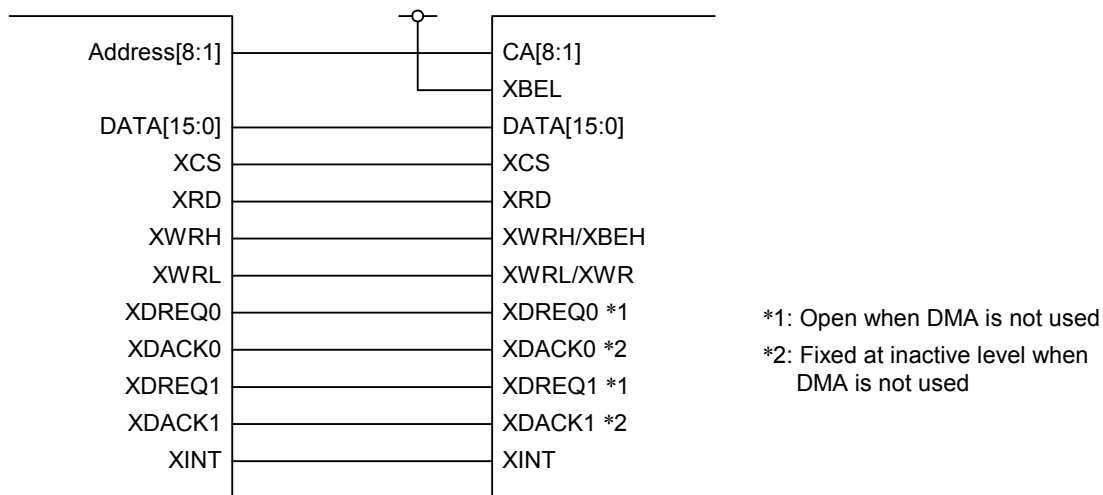 Address[8:1] CA[8:1]
XBEL
DATA[15:0] DATA[15:0]
XCS XCS
XRD XRD
XWRH XWRH/XBEH
XWRL XWRL/XWR
XDREQ0 XDREQ0 *1
XDACK0 XDACK0 *2
XDREQ1 XDREQ1 *1
XDACK1 XDACK1 *2
XINT XINT
*1: Open when DMA is not used
*2: Fixed at inactive level when
DMA is not used